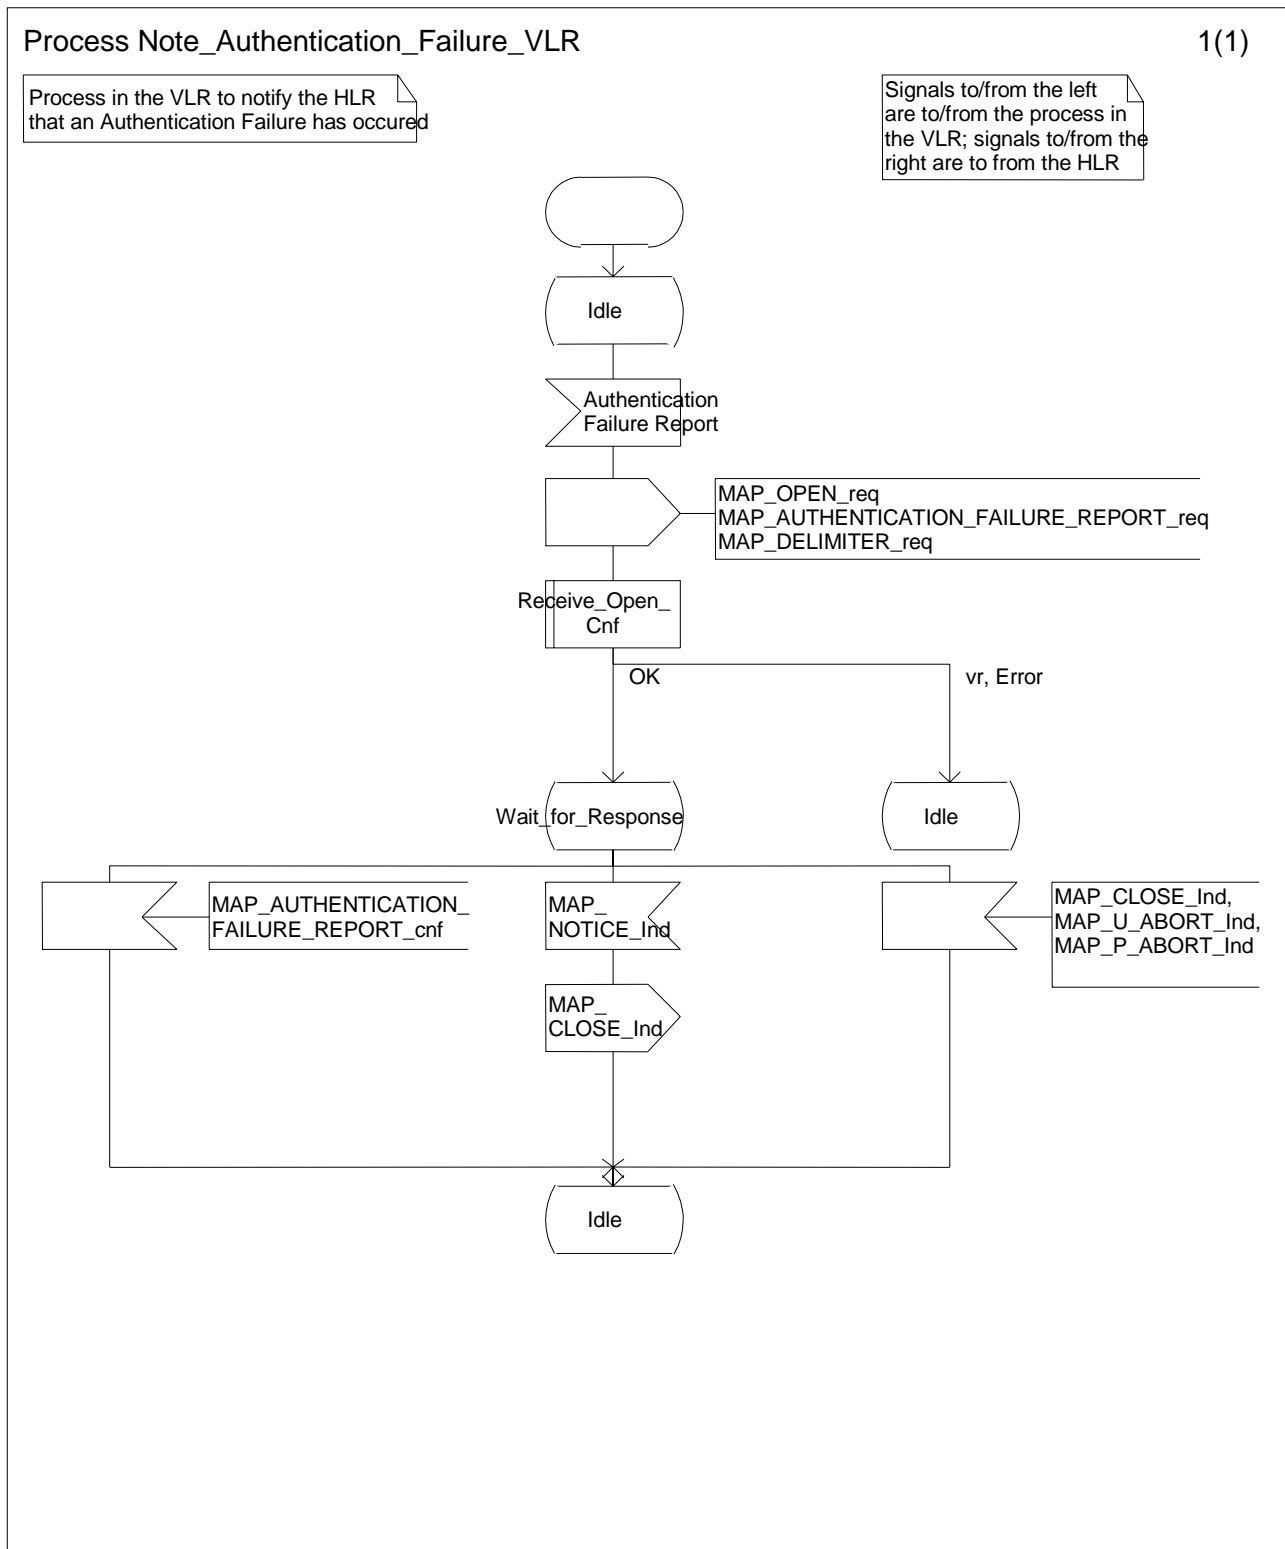 Process Note_Authentication_Failure_VLR
1(1)
Process in the VLR to notify the HLR
that an Authentication Failure has occured
Signals to/from the left
are to/from the process in
the VLR; signals to/from the
right are to from the HLR
Idle
Authentication
Failure Report
MAP_OPEN_req
MAP_AUTHENTICATION_FAILURE_REPORT_req
MAP_DELIMITER_req
Receive_Open_
Cnf
OK
vr, Error
Wait_for_Response
Idle
MAP_AUTHENTICATION_
FAILURE_REPORT_cnf
MAP_
NOTICE_Ind
MAP_CLOSE_Ind,
MAP_U_ABORT_Ind,
MAP_P_ABORT_Ind
MAP_
CLOSE_Ind
Idle